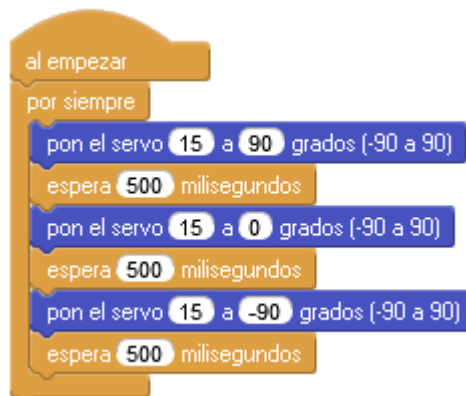 al empezar
por siempre
pon el servo 15 a 90 grados (-90 a 90)
espera 500 milisegundos
pon el servo 15 a 0 grados (-90 a 90)
espera 500 milisegundos
pon el servo 15 a -90 grados (-90 a 90)
espera 500 milisegundos